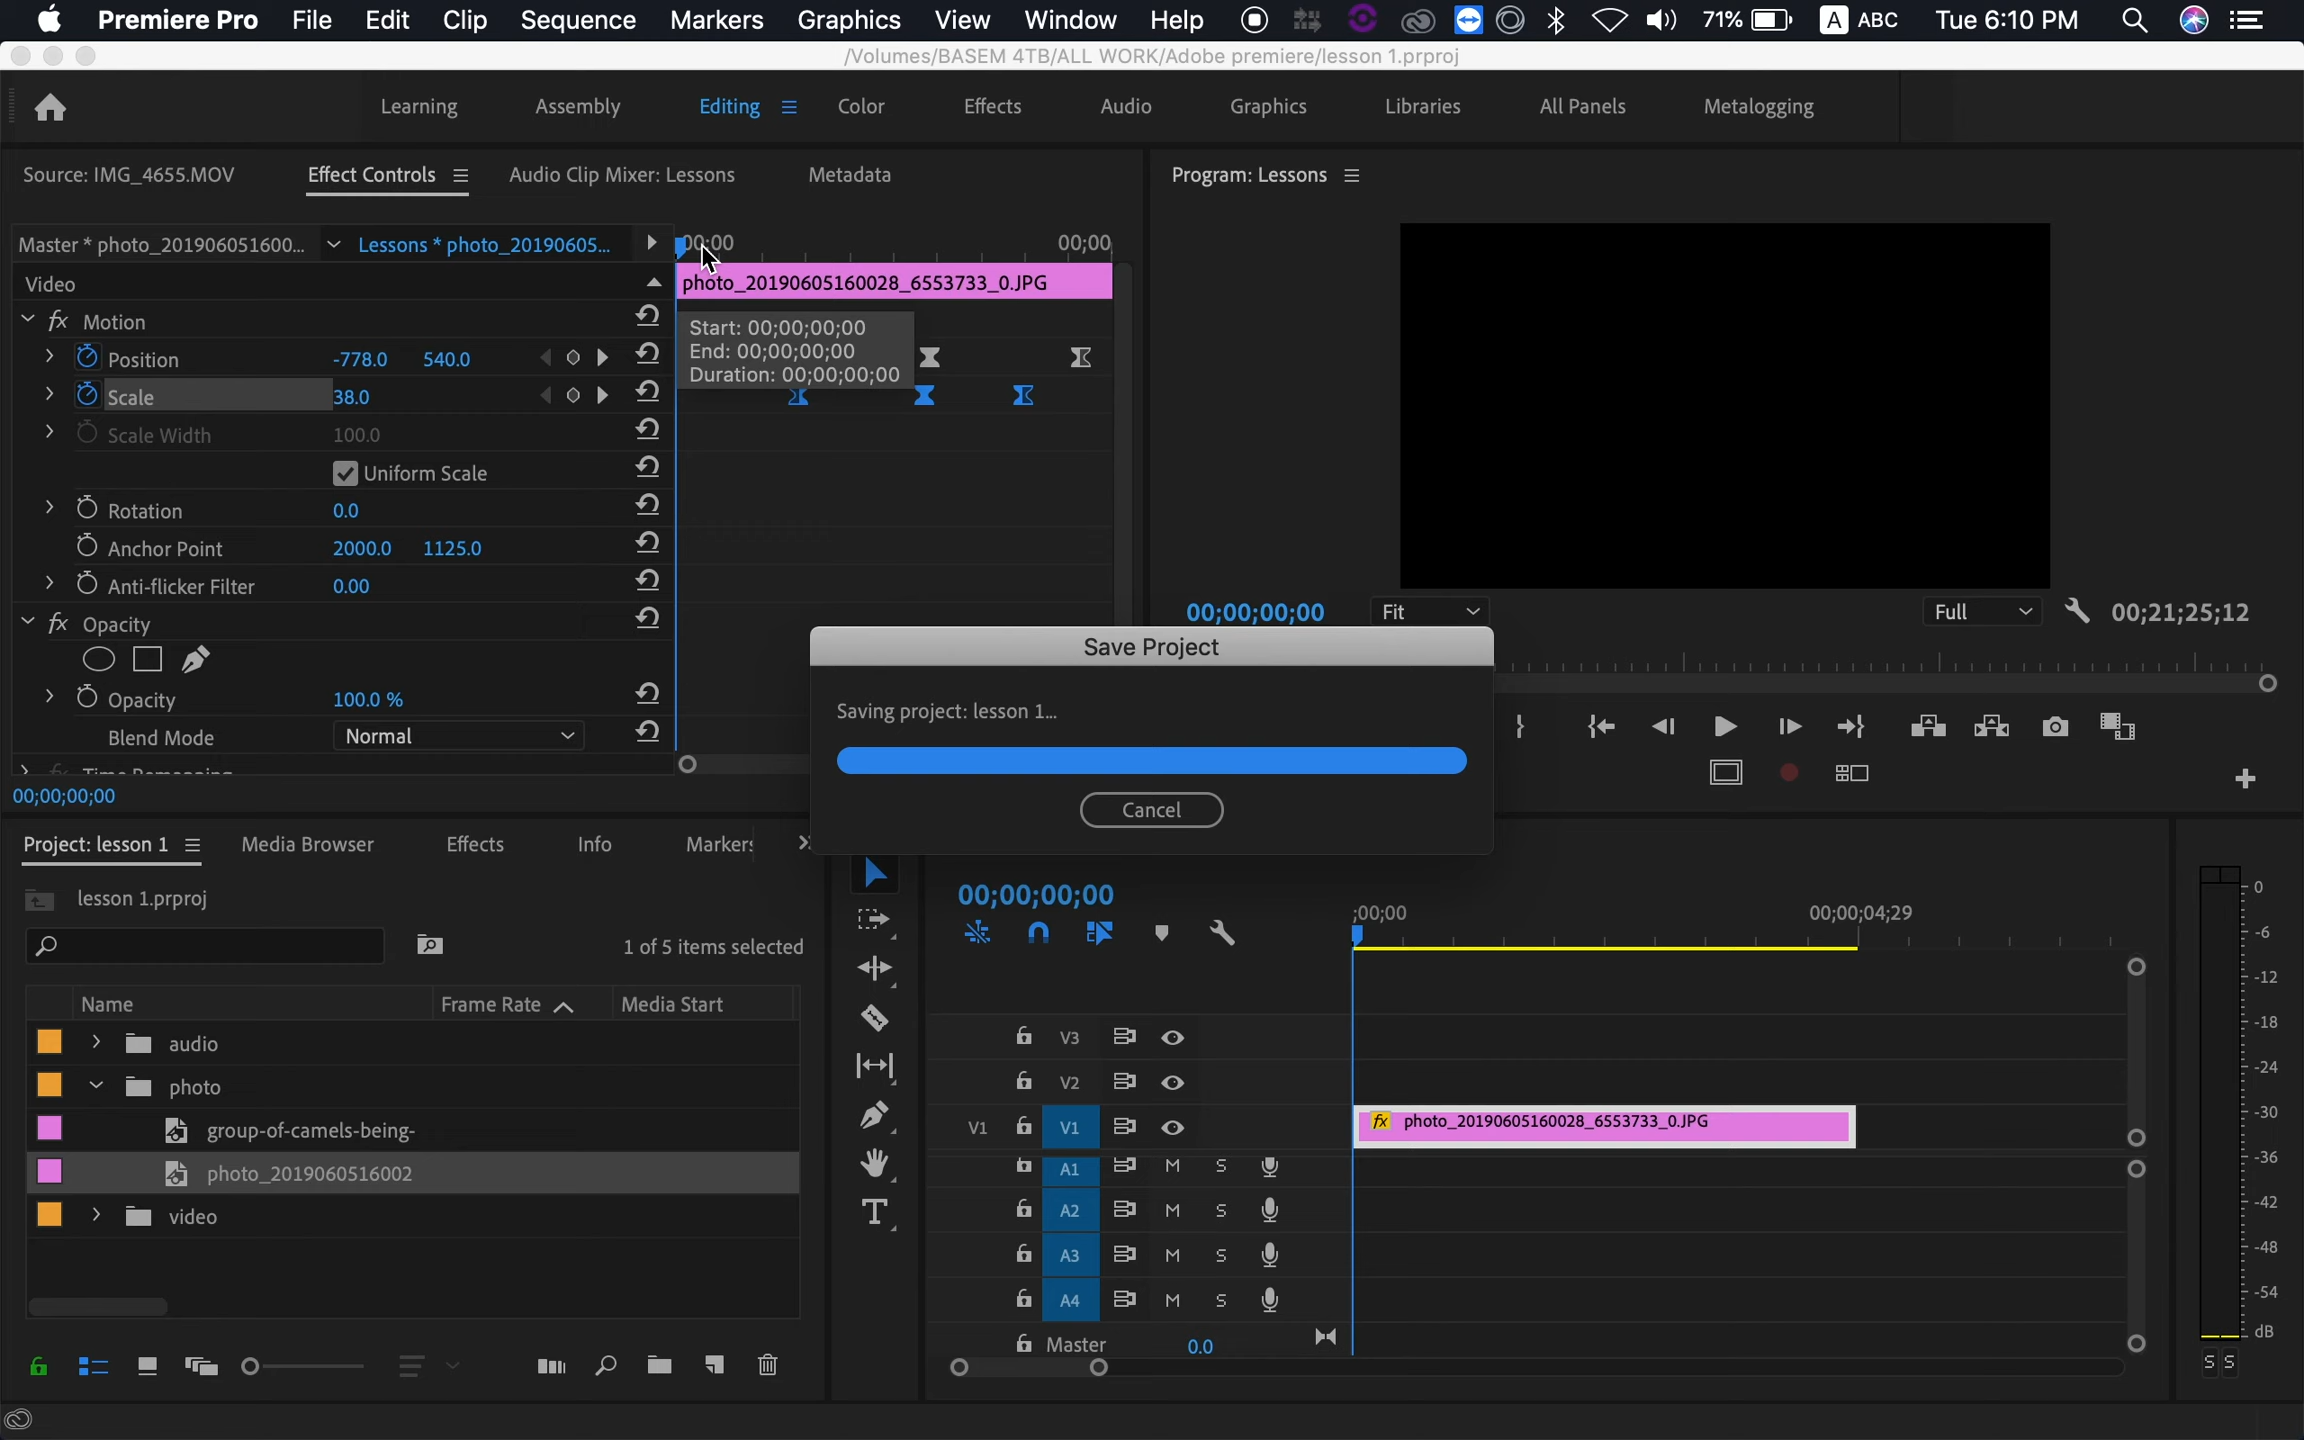 Premiere Pro File Edit Clip Sequence Markers Graphics View Window Help 71% A ABC Tue 6:10 PM
/Volumes/BASEM 4TB/ALL WORK/Adobe premiere/lesson 1.prproj
Learning Assembly Editing Color Effects Audio Graphics Libraries All Panels Metalogging
Source: IMG_4655.MOV Effect Controls Audio Clip Mixer: Lessons Metadata
Program: Lessons
Master * photo_201906051600... Lessons * photo_20190605... 00;00 00;00
Video
photo_20190605160028_6553733_0.JPG
fx Motion
Start: 00;00;00;00
End: 00;00;00;00
Duration: 00;00;00;00
Position -778.0 540.0
Scale 38.0
Scale Width 100.0
Uniform Scale
Rotation 0.0
Anchor Point 2000.0 1125.0
Anti-flicker Filter 0.00
fx Opacity
Opacity 100.0 %
Blend Mode Normal
fx Time Remapping
00;00;00;00
00;00;00;00 Fit Full 00;21;25;12
Save Project
Saving project: lesson 1...
Cancel
Project: lesson 1 Media Browser Effects Info Markers
lesson 1.prproj
1 of 5 items selected
Name Frame Rate Media Start
audio
photo
group-of-camels-being-
photo_2019060516002
video
00;00;00;00
;00;00 00;00;04;29
V3
V2
V1 V1 fx photo_20190605160028_6553733_0.JPG
A1 M S
A2 M S
A3 M S
A4 M S
Master 0.0
0
-6
-12
-18
-24
-30
-36
-42
-48
-54
dB
S S